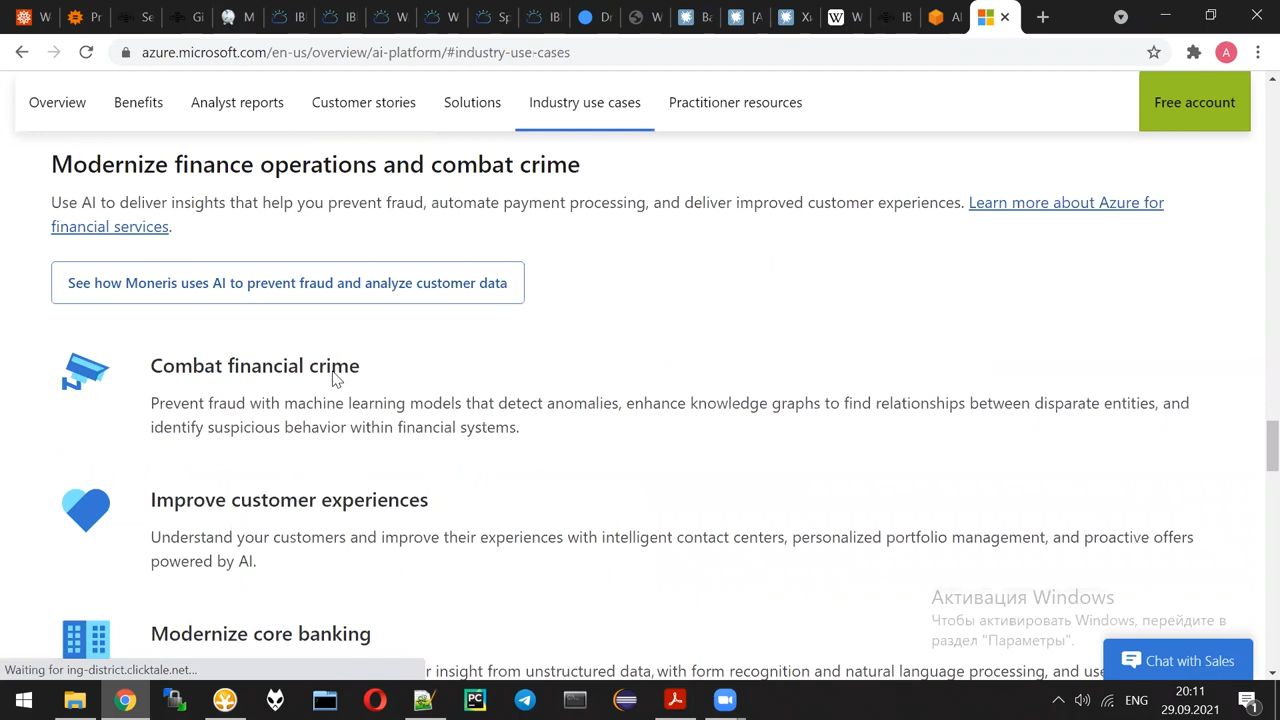 azure.microsoft.com/en-us/overview/ai-platform/#industry-use-cases
A
Overview
Benefits
Analyst reports
Customer stories
Solutions
Industry use cases
Practitioner resources
Free account
Modernize finance operations and combat crime
Use AI to deliver insights that help you prevent fraud, automate payment processing, and deliver improved customer experiences. Learn more about Azure for
financial services.
See how Moneris uses AI to prevent fraud and analyze customer data
Combat financial crime
Prevent fraud with machine learning models that detect anomalies, enhance knowledge graphs to find relationships between disparate entities, and
identify suspicious behavior within financial systems.
Improve customer experiences
Understand your customers and improve their experiences with intelligent contact centers, personalized portfolio management, and proactive offers
powered by AI.
Активация Windows
Чтобы активировать Windows, перейдите в
раздел "Параметры".
Modernize core banking
Chat with Sales
Waiting for ing-district.clicktale.net...
r insight from unstructured data, with form recognition and natural language processing, and use
ENG
20:11
29.09.2021